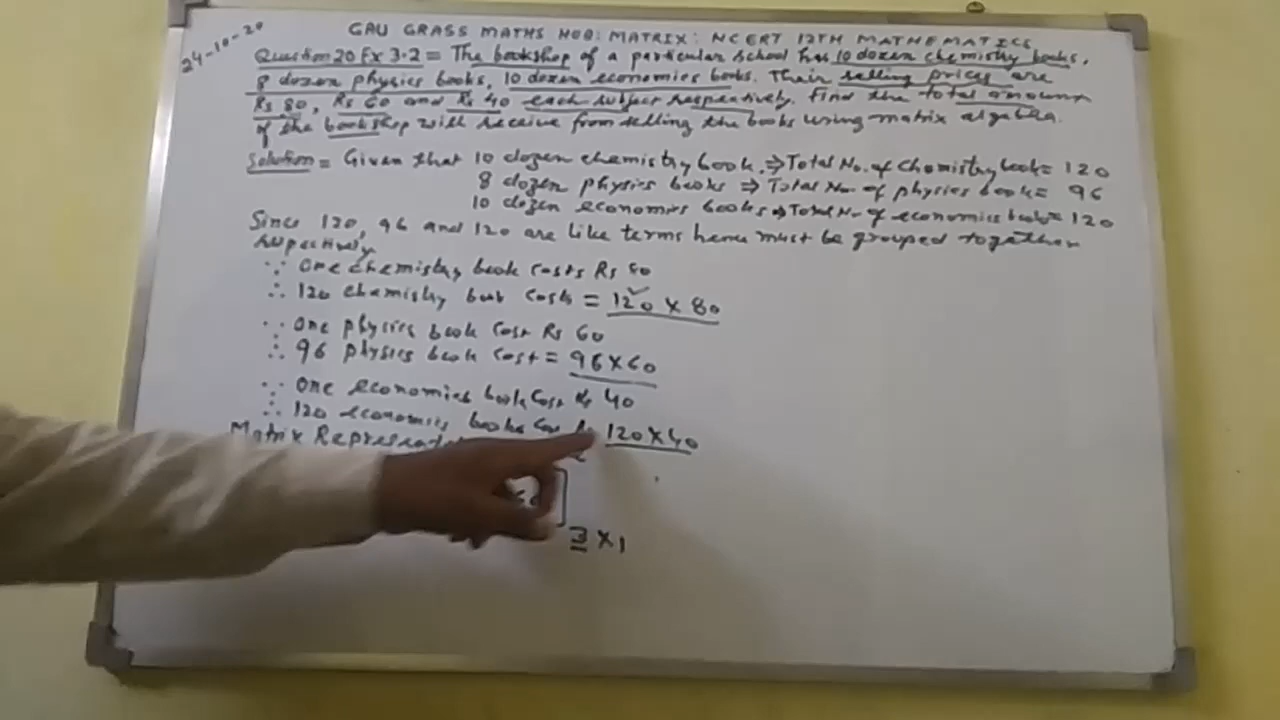 24-10-20
GAU GRASS MATHS HUB: MATRIX: NCERT 12TH MATHEMATICS
Question 20 Ex 3.2 = The bookshop of a particular school has 10 dozen chemistry books,
8 dozen physics books, 10 dozen economics books. Their selling prices are
Rs 80, Rs 60 and Rs 40 each subject respectively. Find the total amount
of the bookshop will receive from selling the books using matrix algebra.
Solution = Given that 10 dozen chemistry book. ⇒ Total No. of Chemistry book = 120
8 dozen physics books ⇒ Total No. of physics book = 96
10 dozen economics books ⇒ Total No of economics book = 120
Since 120, 96 and 120 are like terms hence must be grouped together
respectively
∵ One chemistry book costs Rs 80
∴ 120 chemistry book costs = 120 × 80
∵ One physics book cost Rs 60
∴ 96 physics book cost = 96 × 60
∵ One economics book cost Rs 40
∴ 120 economics books cost Rs 120 × 40
Matrix
3 × 1